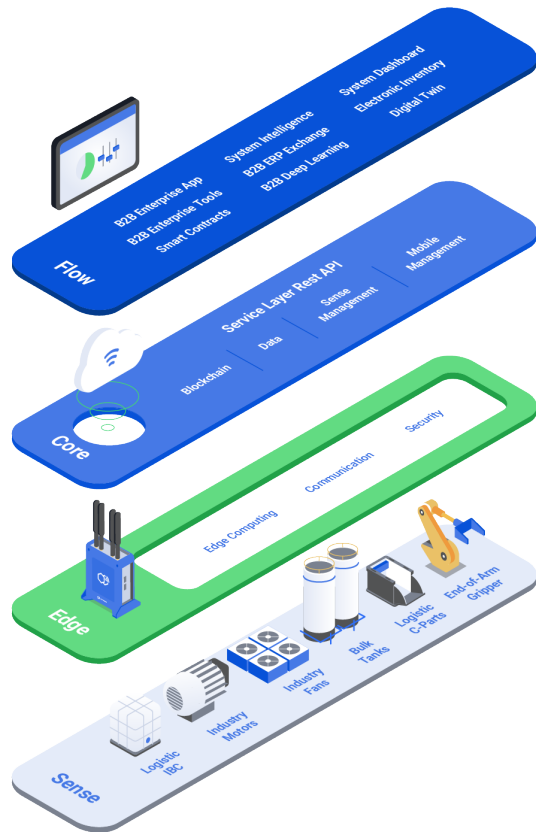 B2B Enterprise App
B2B Enterprise Tools
Smart Contracts
System Intelligence
B2B ERP Exchange
B2B Deep Learning
System Dashboard
Electronic Inventory
Digital Twin
Flow
Service Layer Rest API
Blockchain
Data
Sense
Management
Mobile
Management
Core
Edge Computing
Communication
Security
Edge
Logistic
IBC
Industry
Motors
Industry
Fans
Bulk
Tanks
Logistic
C-Parts
End-of-Arm
Gripper
Sense